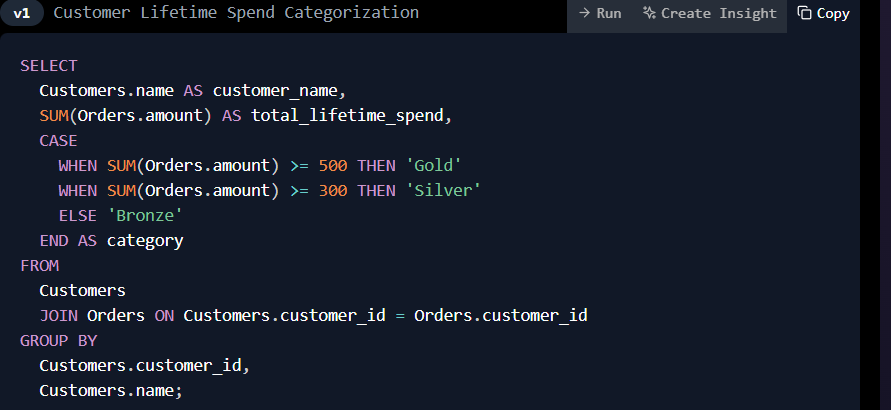 v1 Customer Lifetime Spend Categorization → Run Create Insight Copy
SELECT
  Customers.name AS customer_name,
  SUM(Orders.amount) AS total_lifetime_spend,
  CASE
    WHEN SUM(Orders.amount) >= 500 THEN 'Gold'
    WHEN SUM(Orders.amount) >= 300 THEN 'Silver'
    ELSE 'Bronze'
  END AS category
FROM
  Customers
  JOIN Orders ON Customers.customer_id = Orders.customer_id
GROUP BY
  Customers.customer_id,
  Customers.name;